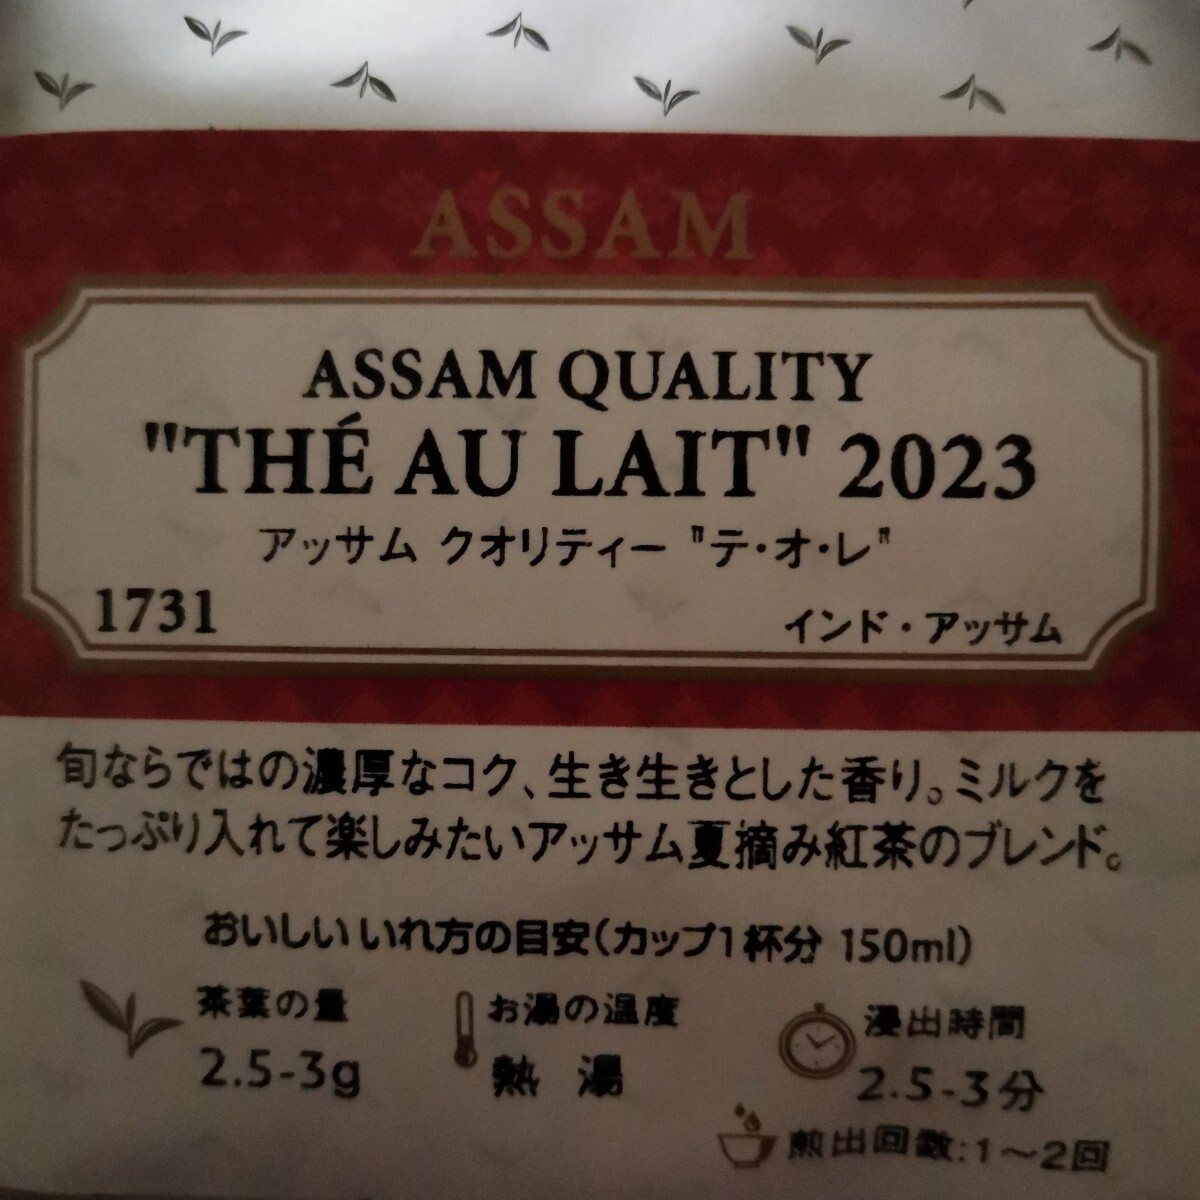 ASSAM
ASSAM QUALITY
"THÉ AU LAIT" 2023
アッサム クオリティー "テ・オ・レ"
1731
インド・アッサム
旬ならではの濃厚なコク、生き生きとした香り。ミルクを
たっぷり入れて楽しみたいアッサム夏摘み紅茶のブレンド。
おいしいいれ方の目安(カップ1杯分 150ml)
茶葉の量
2.5-3g
お湯の温度
熱 湯
浸出時間
2.5-3分
煎出回数:1〜2回